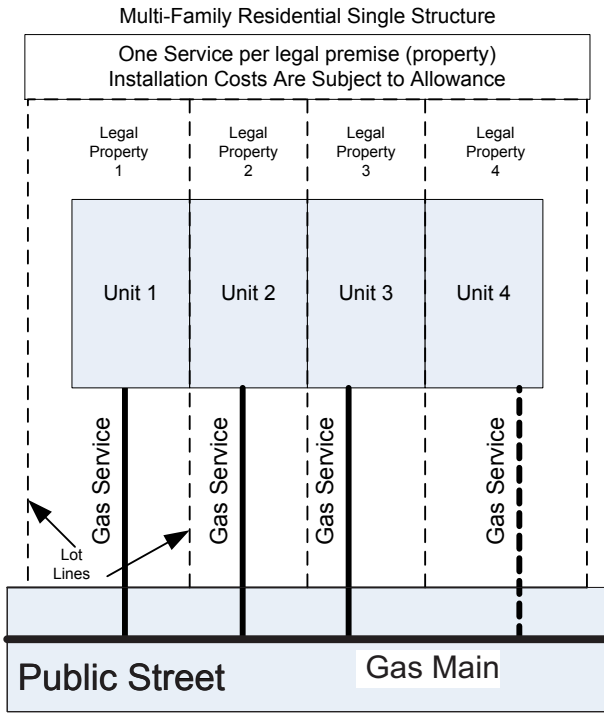 Multi-Family Residential Single Structure
One Service per legal premise (property)
Installation Costs Are Subject to Allowance
Legal
Property
1
Legal
Property
2
Legal
Property
3
Legal
Property
4
Unit 1
Unit 2
Unit 3
Unit 4
Gas Service
Gas Service
Gas Service
Gas Service
Lot
Lines
Public Street
Gas Main